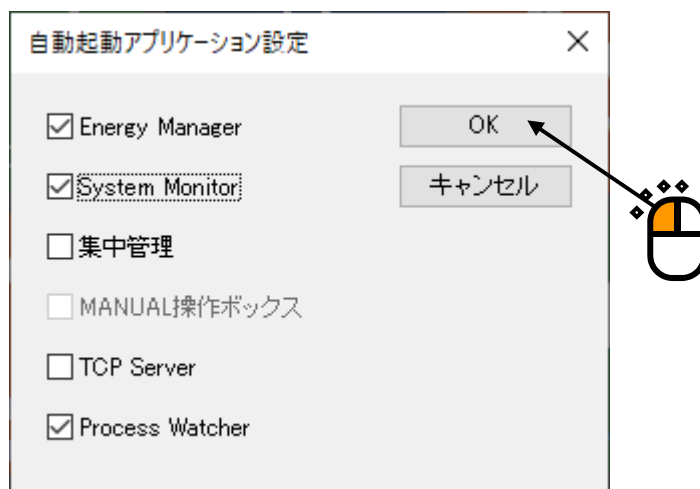 自動起動アプリケーション設定
Energy Manager
OK
System Monitor
キャンセル
集中管理
MANUAL操作ボックス
TCP Server
Process Watcher